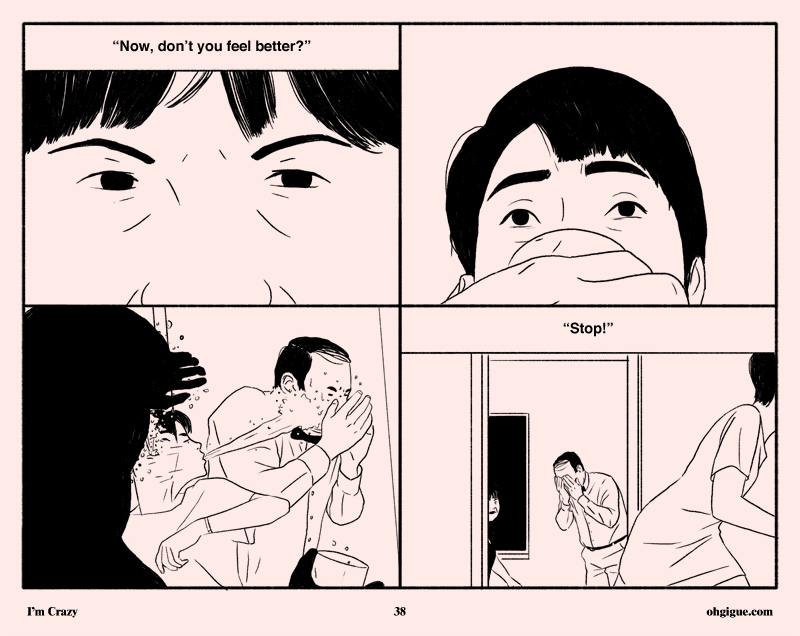 “Now, don’t you feel better?”
“Stop!”
I’m Crazy
38
ohgigue.com